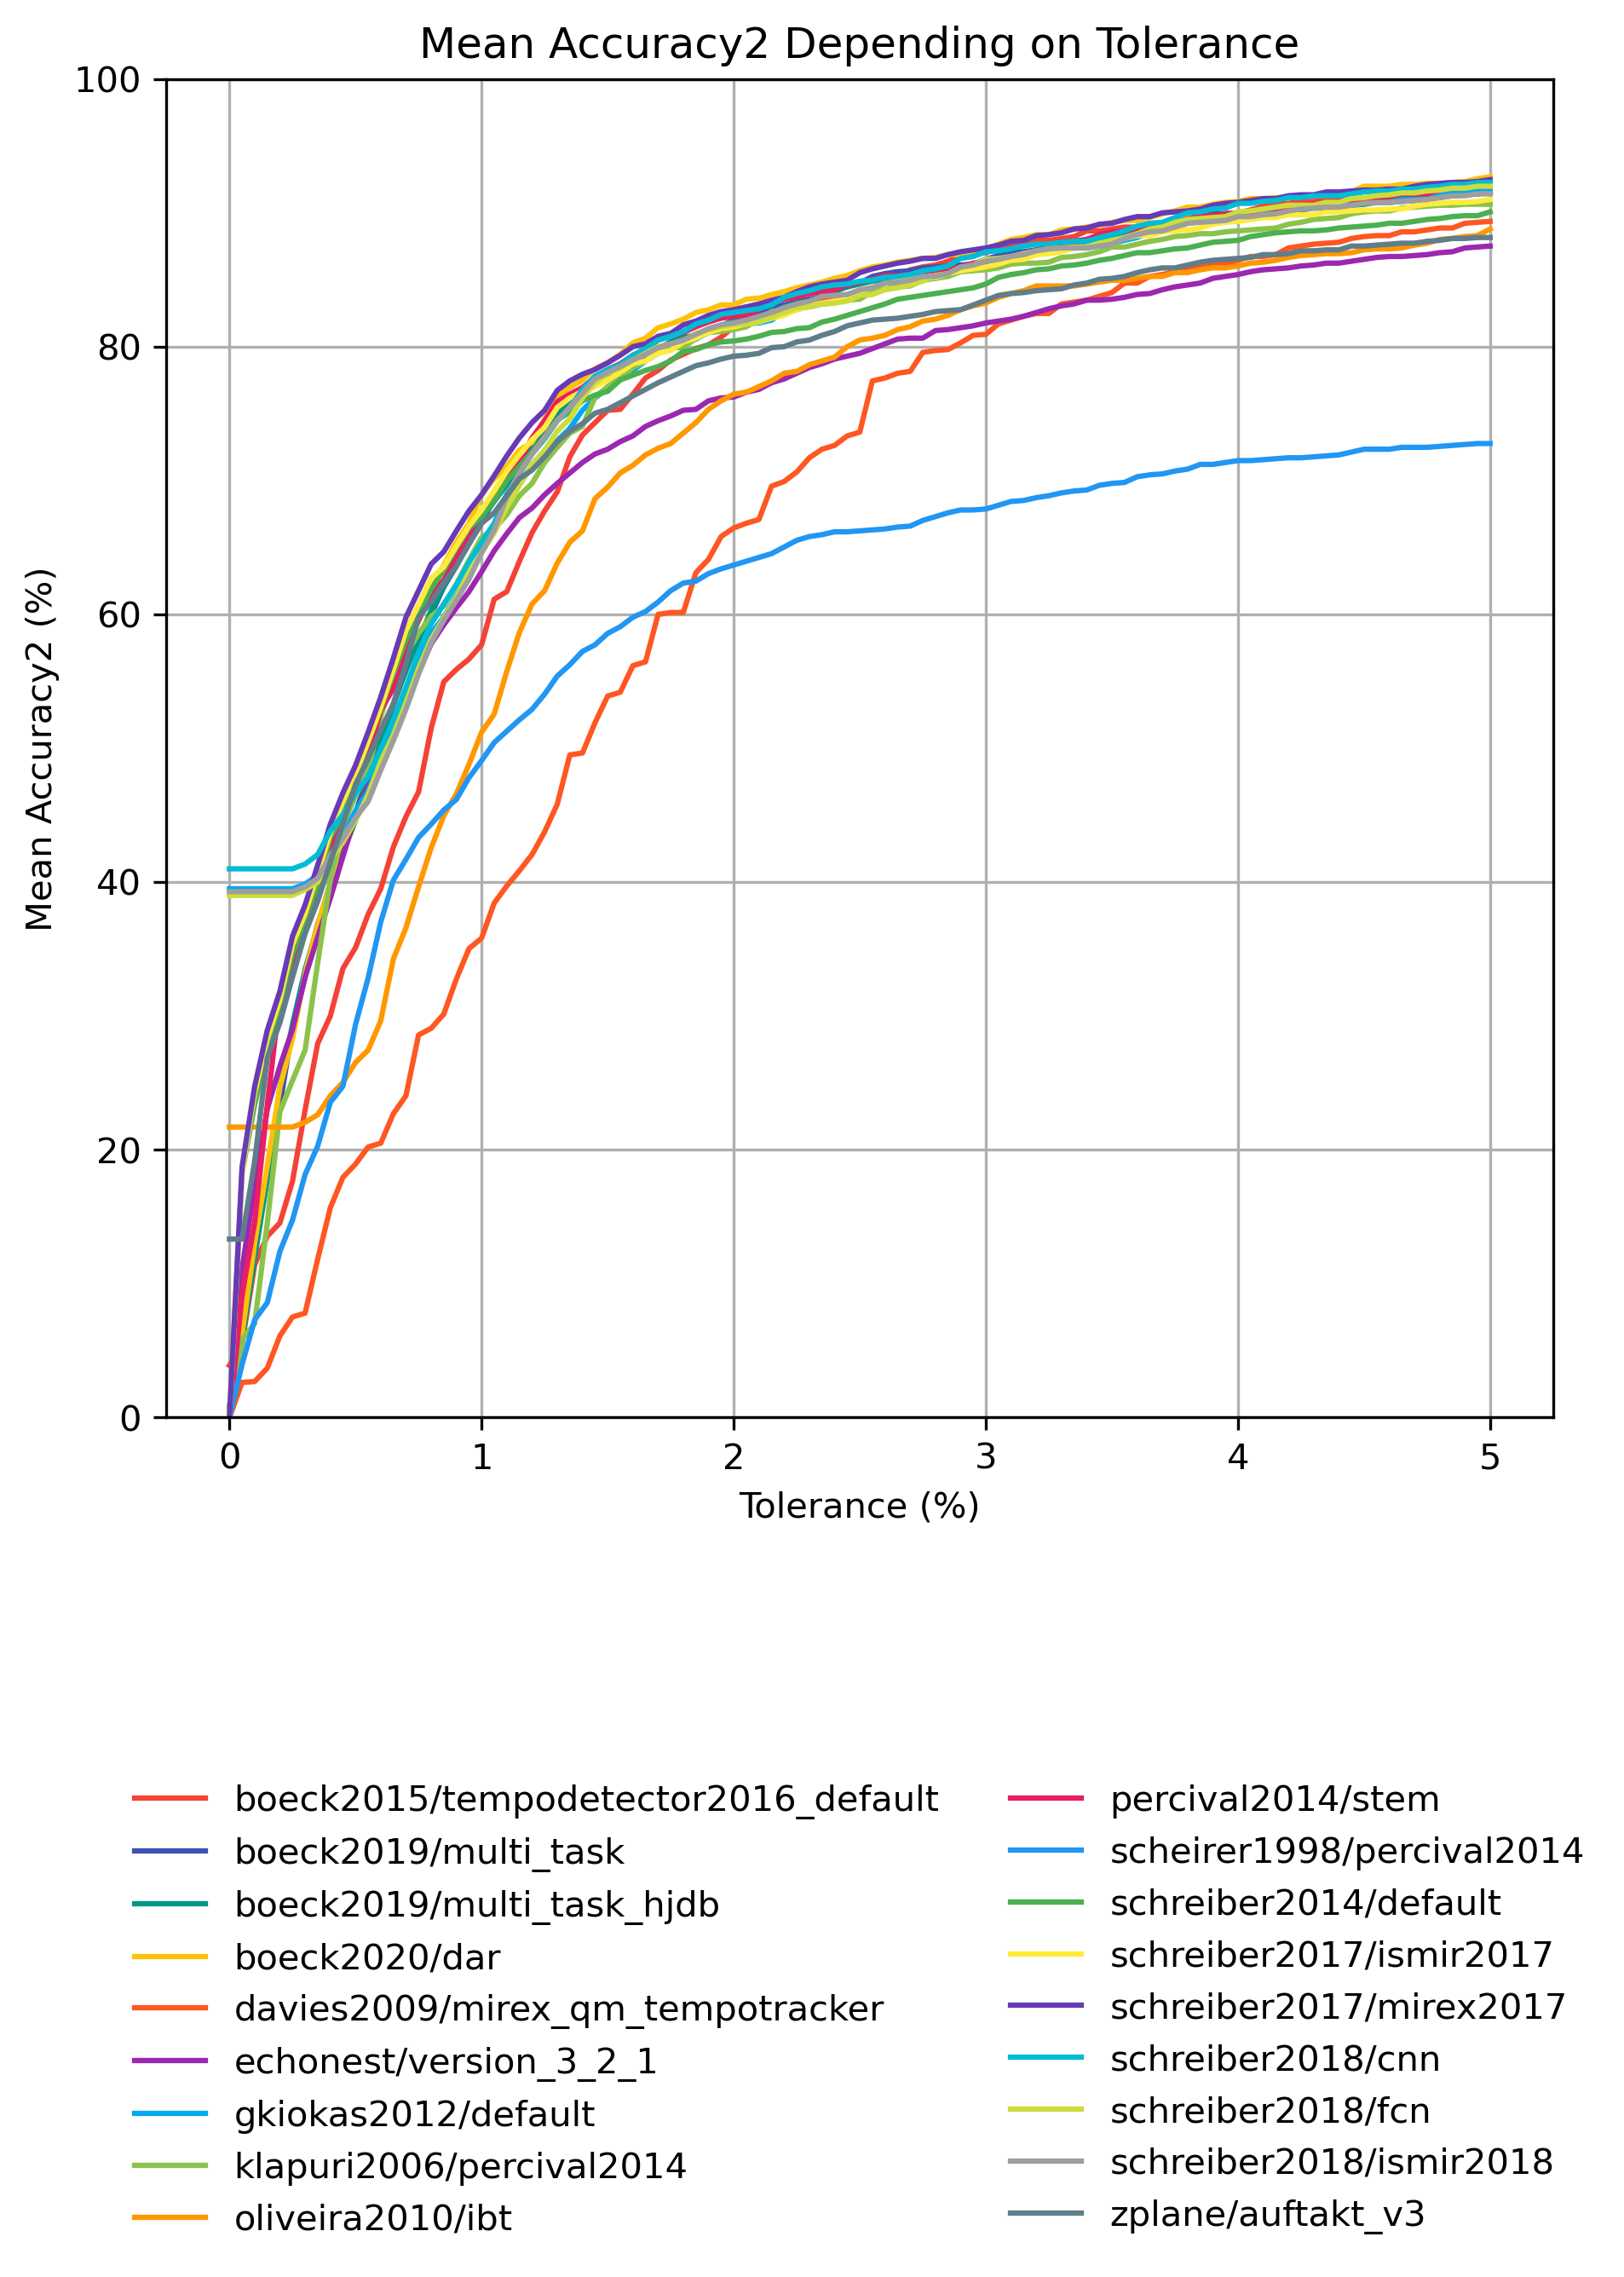 Mean Accuracy2 Depending on Tolerance
100
80
60
40
20
0
Mean Accuracy2 (%)
0 1 2 3 4 5
Tolerance (%)
boeck2015/tempodetector2016_default
boeck2019/multi_task
boeck2019/multi_task_hjdb
boeck2020/dar
davies2009/mirex_qm_tempotracker
echonest/version_3_2_1
gkiokas2012/default
klapuri2006/percival2014
oliveira2010/ibt
percival2014/stem
scheirer1998/percival2014
schreiber2014/default
schreiber2017/ismir2017
schreiber2017/mirex2017
schreiber2018/cnn
schreiber2018/fcn
schreiber2018/ismir2018
zplane/auftakt_v3